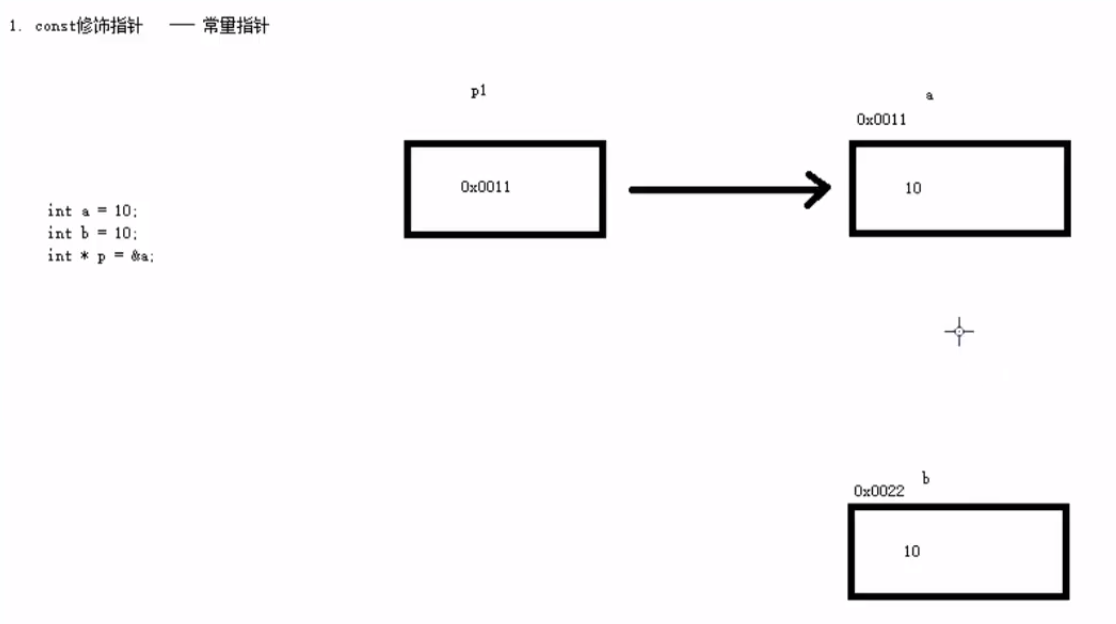 1. const修饰指针 —— 常量指针
p1
a
0x0011
0x0011
10
int a = 10;
int b = 10;
int * p = &a;
b
0x0022
10